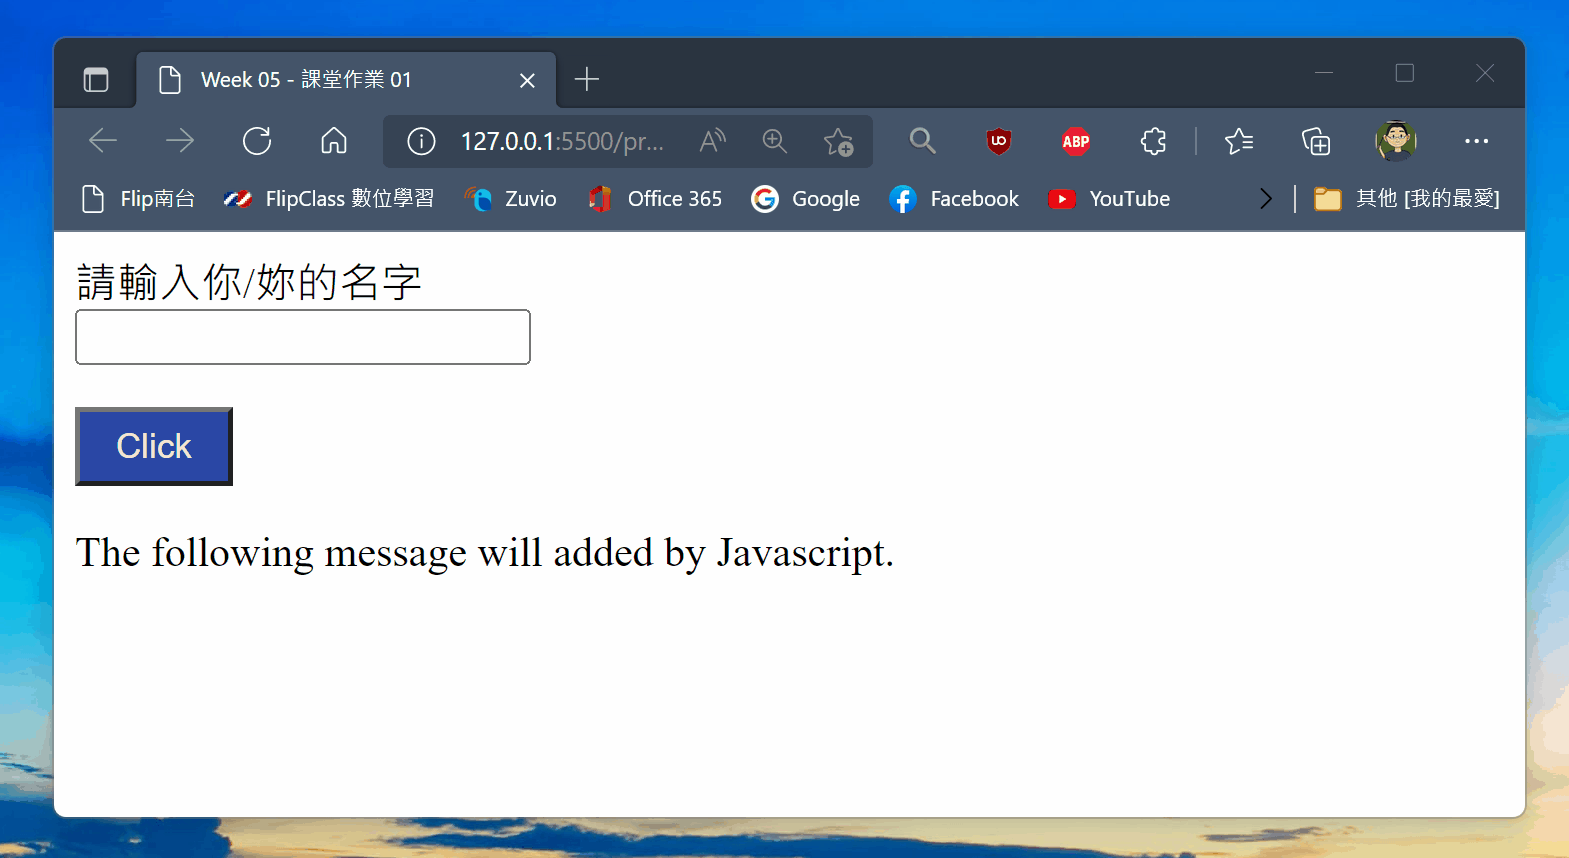 Week 05 - 課堂作業 01
127.0.0.1:5500/pr...
A
UO
ABP
Flip南台
FlipClass 數位學習
Zuvio
Office 365
Google
Facebook
YouTube
其他 [我的最愛]
請輸入你/妳的名字
Click
The following message will added by Javascript.